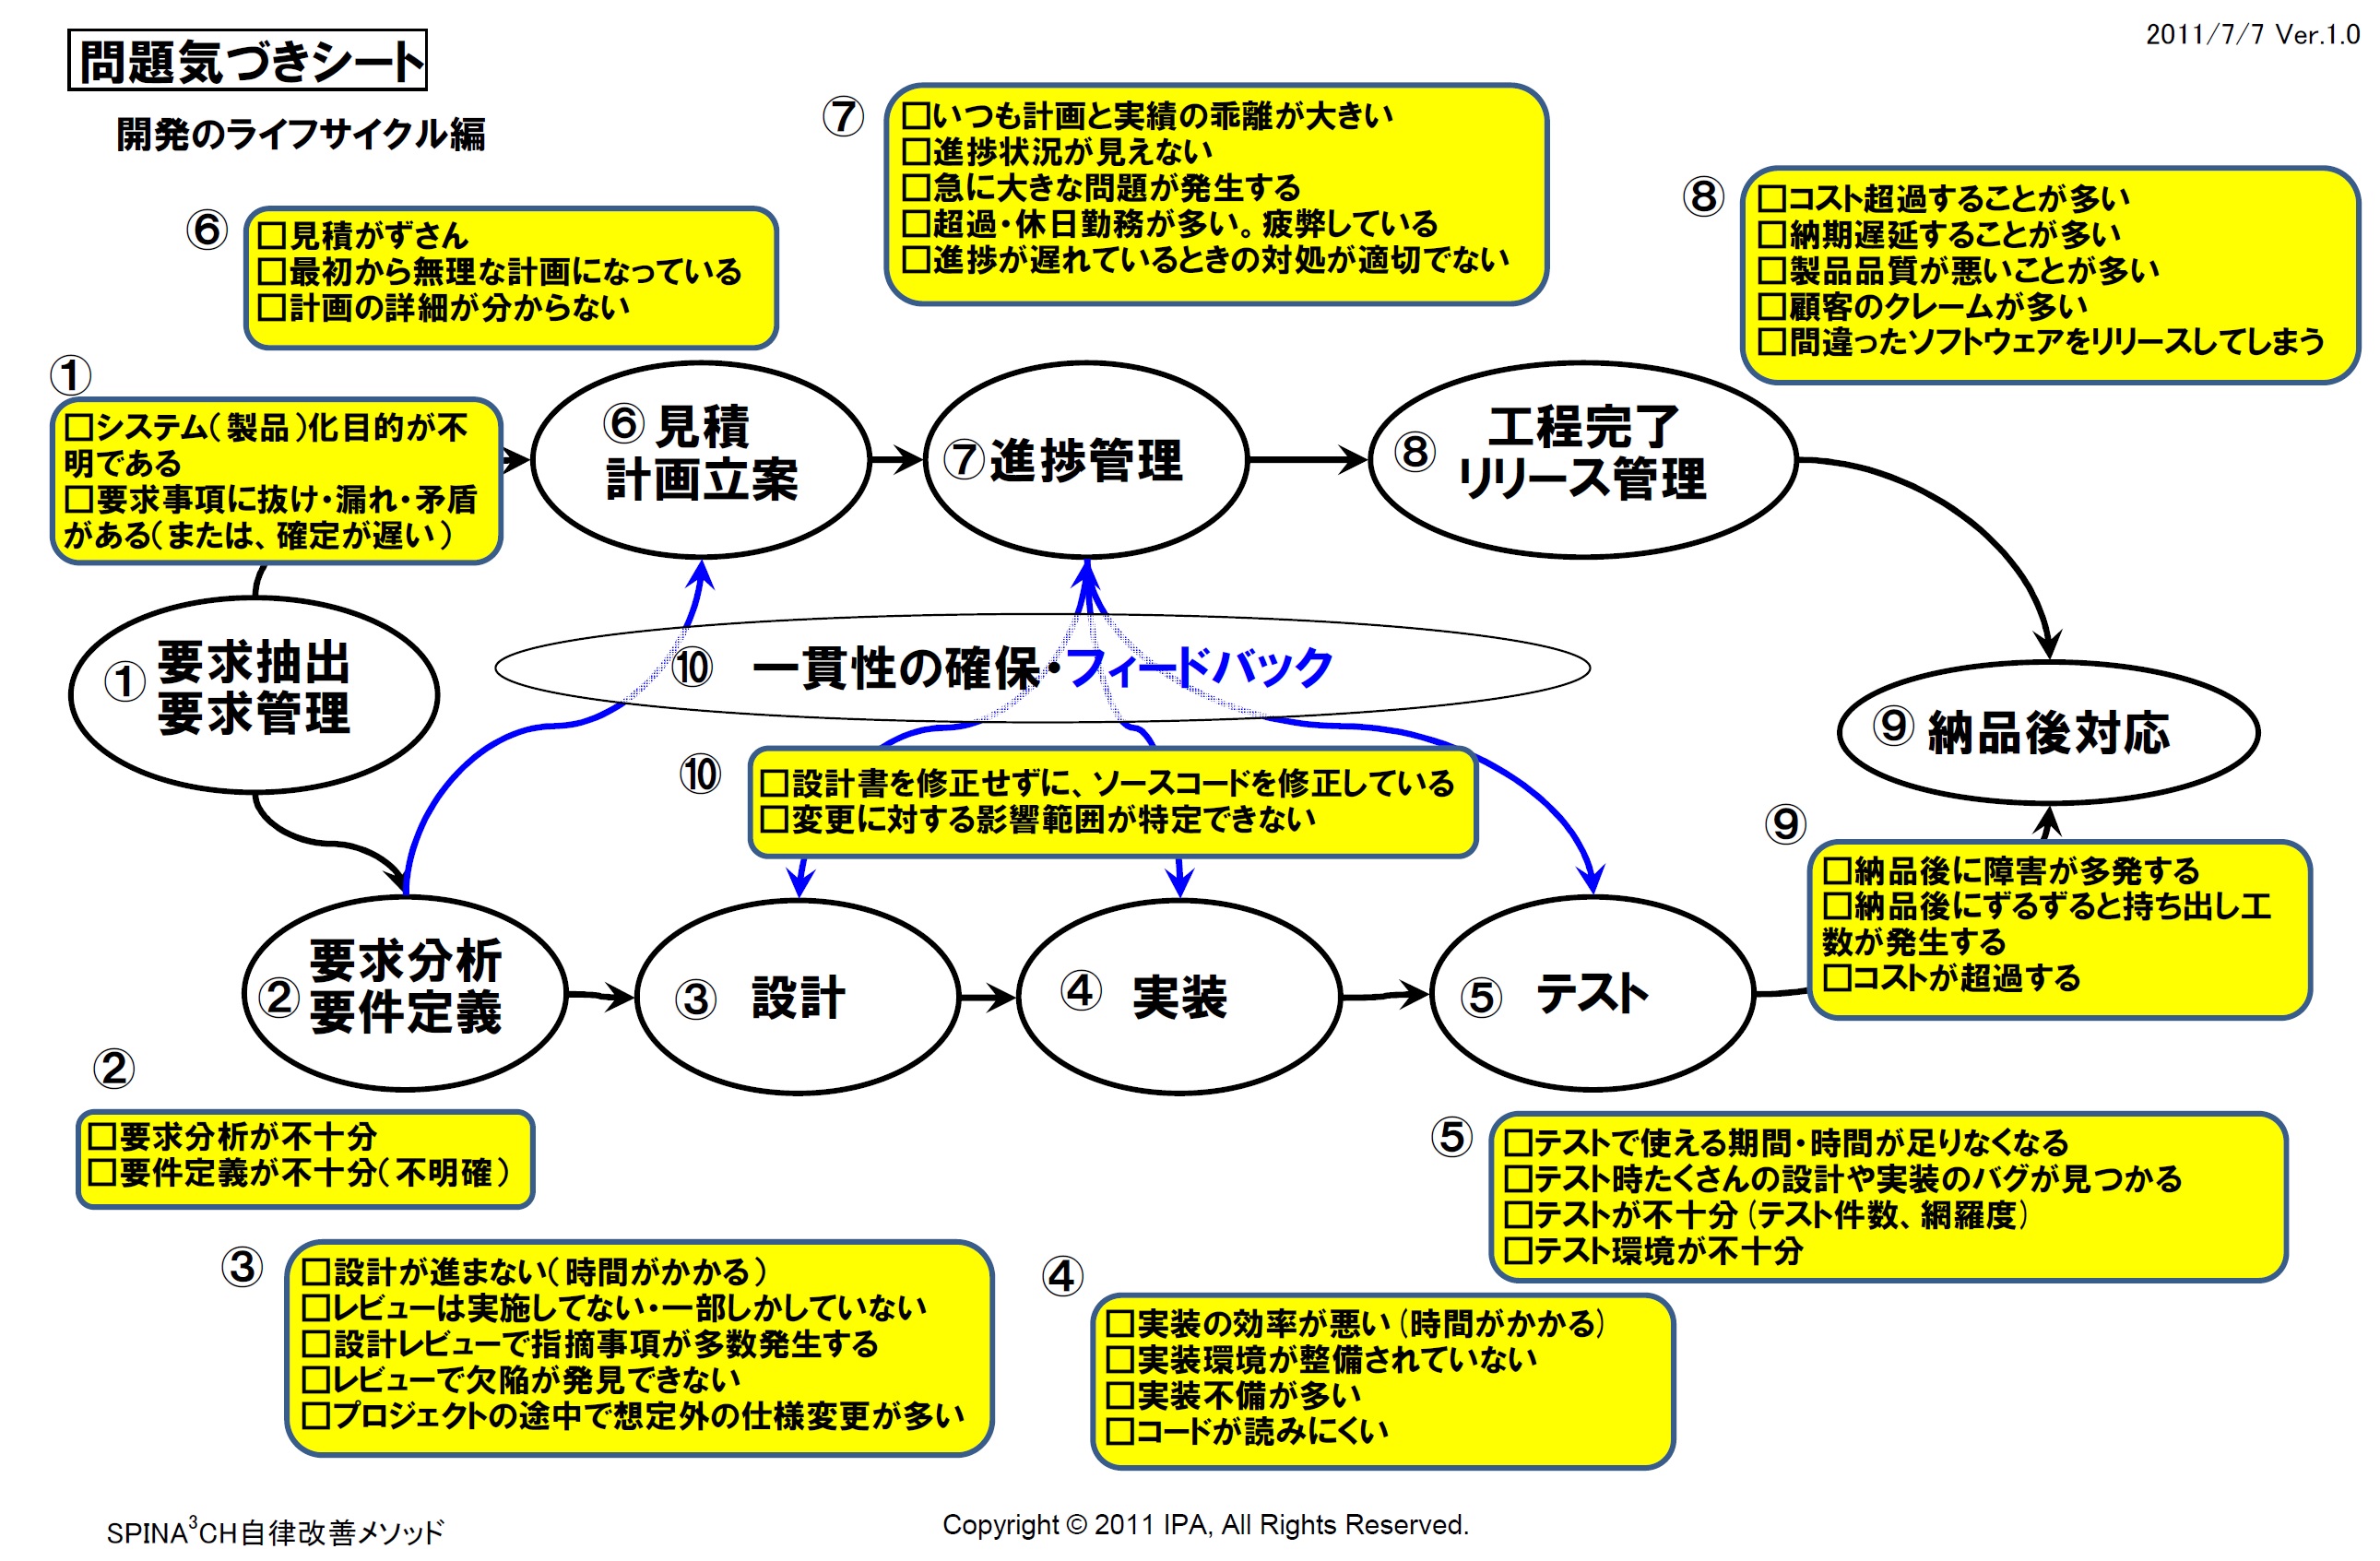 2011/7/7 Ver.1.0
問題気づきシート
開発のライフサイクル編
⑦
□いつも計画と実績の乖離が大きい
□進捗状況が見えない
□急に大きな問題が発生する
□超過・休日勤務が多い。疲弊している
□進捗が遅れているときの対処が適切でない
⑧
□コスト超過することが多い
□納期遅延することが多い
□製品品質が悪いことが多い
□顧客のクレームが多い
□間違ったソフトウェアをリリースしてしまう
⑥
□見積がずさん
□最初から無理な計画になっている
□計画の詳細が分からない
①
□システム(製品)化目的が不
明である
□要求事項に抜け・漏れ・矛盾
がある(または、確定が遅い)
⑥見積
計画立案
⑦進捗管理
⑧ 工程完了
リリース管理
①要求抽出
要求管理
⑩ 一貫性の確保・フィードバック
⑨納品後対応
⑩
□設計書を修正せずに、ソースコードを修正している
□変更に対する影響範囲が特定できない
⑨
□納品後に障害が多発する
□納品後にずるずると持ち出し工
数が発生する
□コストが超過する
②要求分析
要件定義
③ 設計
④ 実装
⑤ テスト
②
□要求分析が不十分
□要件定義が不十分(不明確)
⑤
□テストで使える期間・時間が足りなくなる
□テスト時たくさんの設計や実装のバグが見つかる
□テストが不十分(テスト件数、網羅度)
□テスト環境が不十分
③
□設計が進まない(時間がかかる)
□レビューは実施してない・一部しかしていない
□設計レビューで指摘事項が多数発生する
□レビューで欠陥が発見できない
□プロジェクトの途中で想定外の仕様変更が多い
④
□実装の効率が悪い(時間がかかる)
□実装環境が整備されていない
□実装不備が多い
□コードが読みにくい
SPINA³CH自律改善メソッド
Copyright © 2011 IPA, All Rights Reserved.